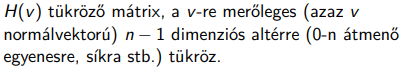 H(v) tükröző mátrix, a v-re merőleges (azaz v
normálvektorú) n − 1 dimenziós altérre (0-n átmenő
egyenesre, síkra stb.) tükröz.